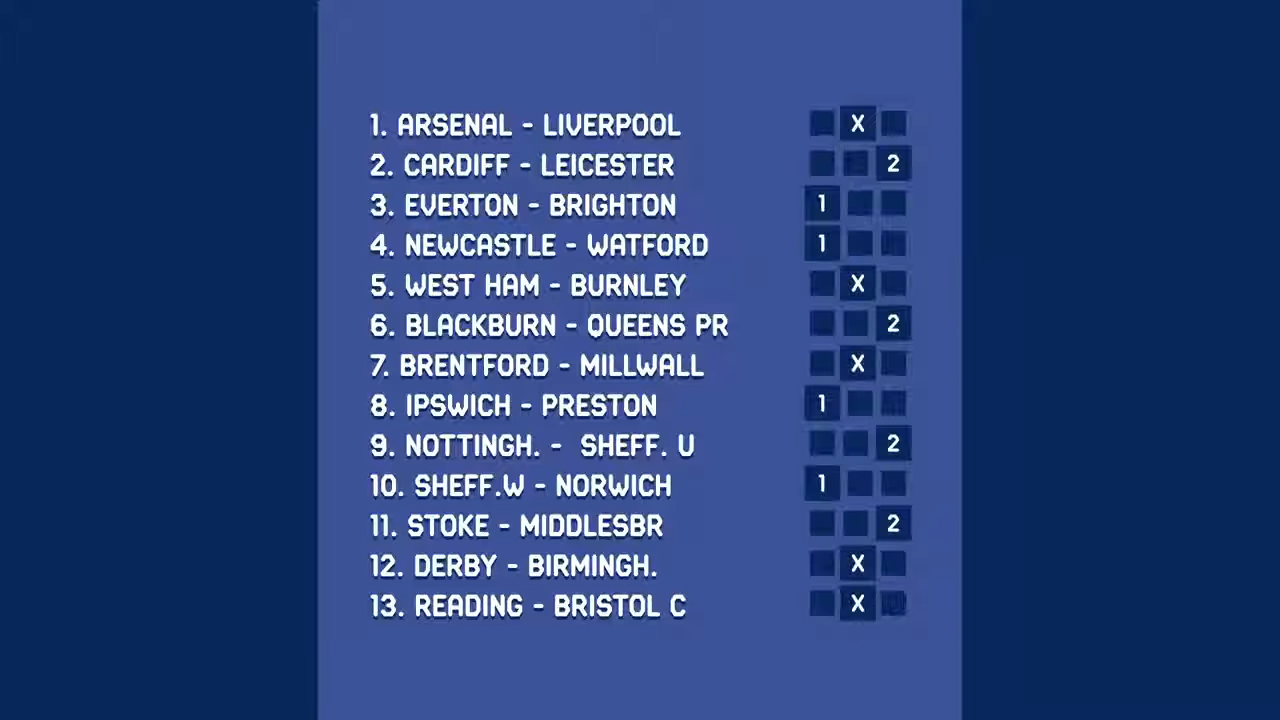 1. ARSENAL - LIVERPOOL X
2. CARDIFF - LEICESTER 2
3. EVERTON - BRIGHTON 1
4. NEWCASTLE - WATFORD 1
5. WEST HAM - BURNLEY X
6. BLACKBURN - QUEENS PR 2
7. BRENTFORD - MILLWALL X
8. IPSWICH - PRESTON 1
9. NOTTINGH. - SHEFF. U 2
10. SHEFF.W - NORWICH 1
11. STOKE - MIDDLESBR 2
12. DERBY - BIRMINGH. X
13. READING - BRISTOL C X